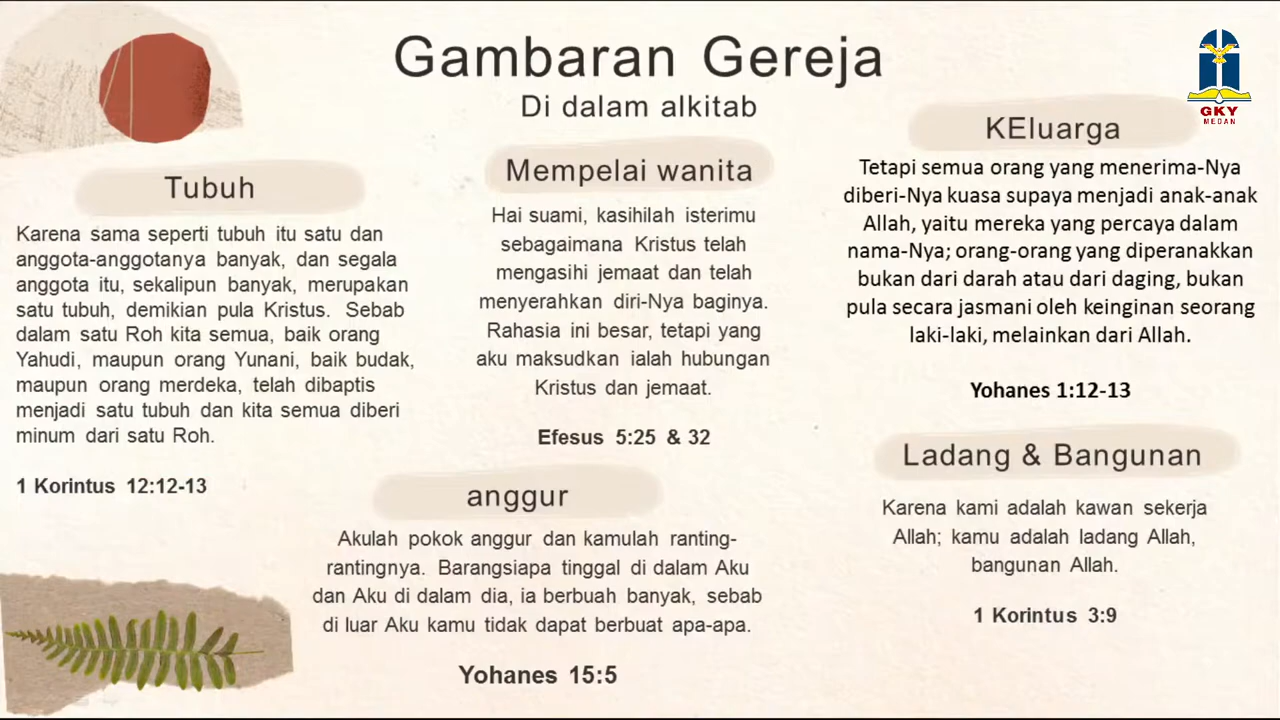 Gambaran Gereja
Di dalam alkitab
GKY
MEDAN
Tubuh
Karena sama seperti tubuh itu satu dan
anggota-anggotanya banyak, dan segala
anggota itu, sekalipun banyak, merupakan
satu tubuh, demikian pula Kristus. Sebab
dalam satu Roh kita semua, baik orang
Yahudi, maupun orang Yunani, baik budak,
maupun orang merdeka, telah dibaptis
menjadi satu tubuh dan kita semua diberi
minum dari satu Roh.
1 Korintus 12:12-13
Mempelai wanita
Hai suami, kasihilah isterimu
sebagaimana Kristus telah
mengasihi jemaat dan telah
menyerahkan diri-Nya baginya.
Rahasia ini besar, tetapi yang
aku maksudkan ialah hubungan
Kristus dan jemaat.
Efesus 5:25 & 32
KEluarga
Tetapi semua orang yang menerima-Nya
diberi-Nya kuasa supaya menjadi anak-anak
Allah, yaitu mereka yang percaya dalam
nama-Nya; orang-orang yang diperanakkan
bukan dari darah atau dari daging, bukan
pula secara jasmani oleh keinginan seorang
laki-laki, melainkan dari Allah.
Yohanes 1:12-13
anggur
Akulah pokok anggur dan kamulah ranting-
rantingnya. Barangsiapa tinggal di dalam Aku
dan Aku di dalam dia, ia berbuah banyak, sebab
di luar Aku kamu tidak dapat berbuat apa-apa.
Yohanes 15:5
Ladang & Bangunan
Karena kami adalah kawan sekerja
Allah; kamu adalah ladang Allah,
bangunan Allah.
1 Korintus 3:9